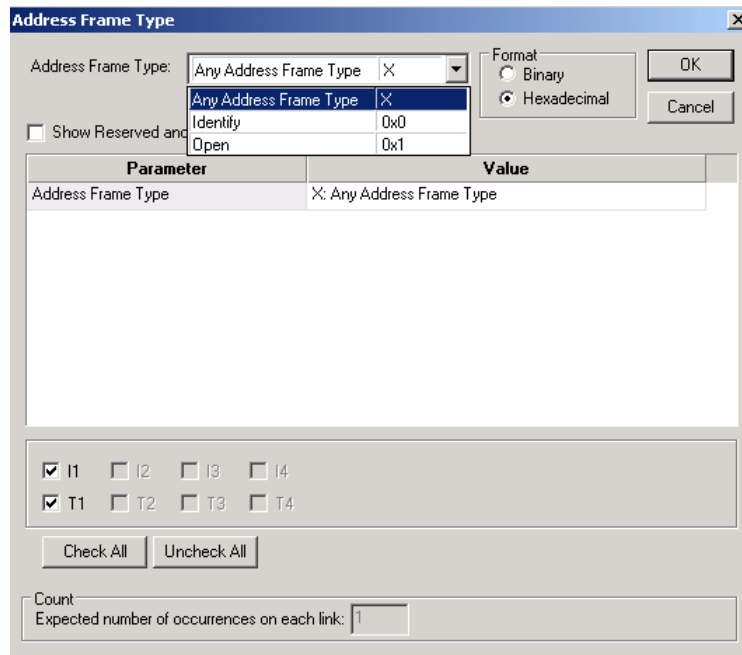 Address Frame Type
Address Frame Type: Any Address Frame Type X
Format
Binary
Hexadecimal
OK
Cancel
Any Address Frame Type X
Identify 0x0
Open 0x1
Show Reserved and
Parameter Value
Address Frame Type X: Any Address Frame Type
I1 I2 I3 I4
T1 T2 T3 T4
Check All Uncheck All
Count
Expected number of occurrences on each link: 1